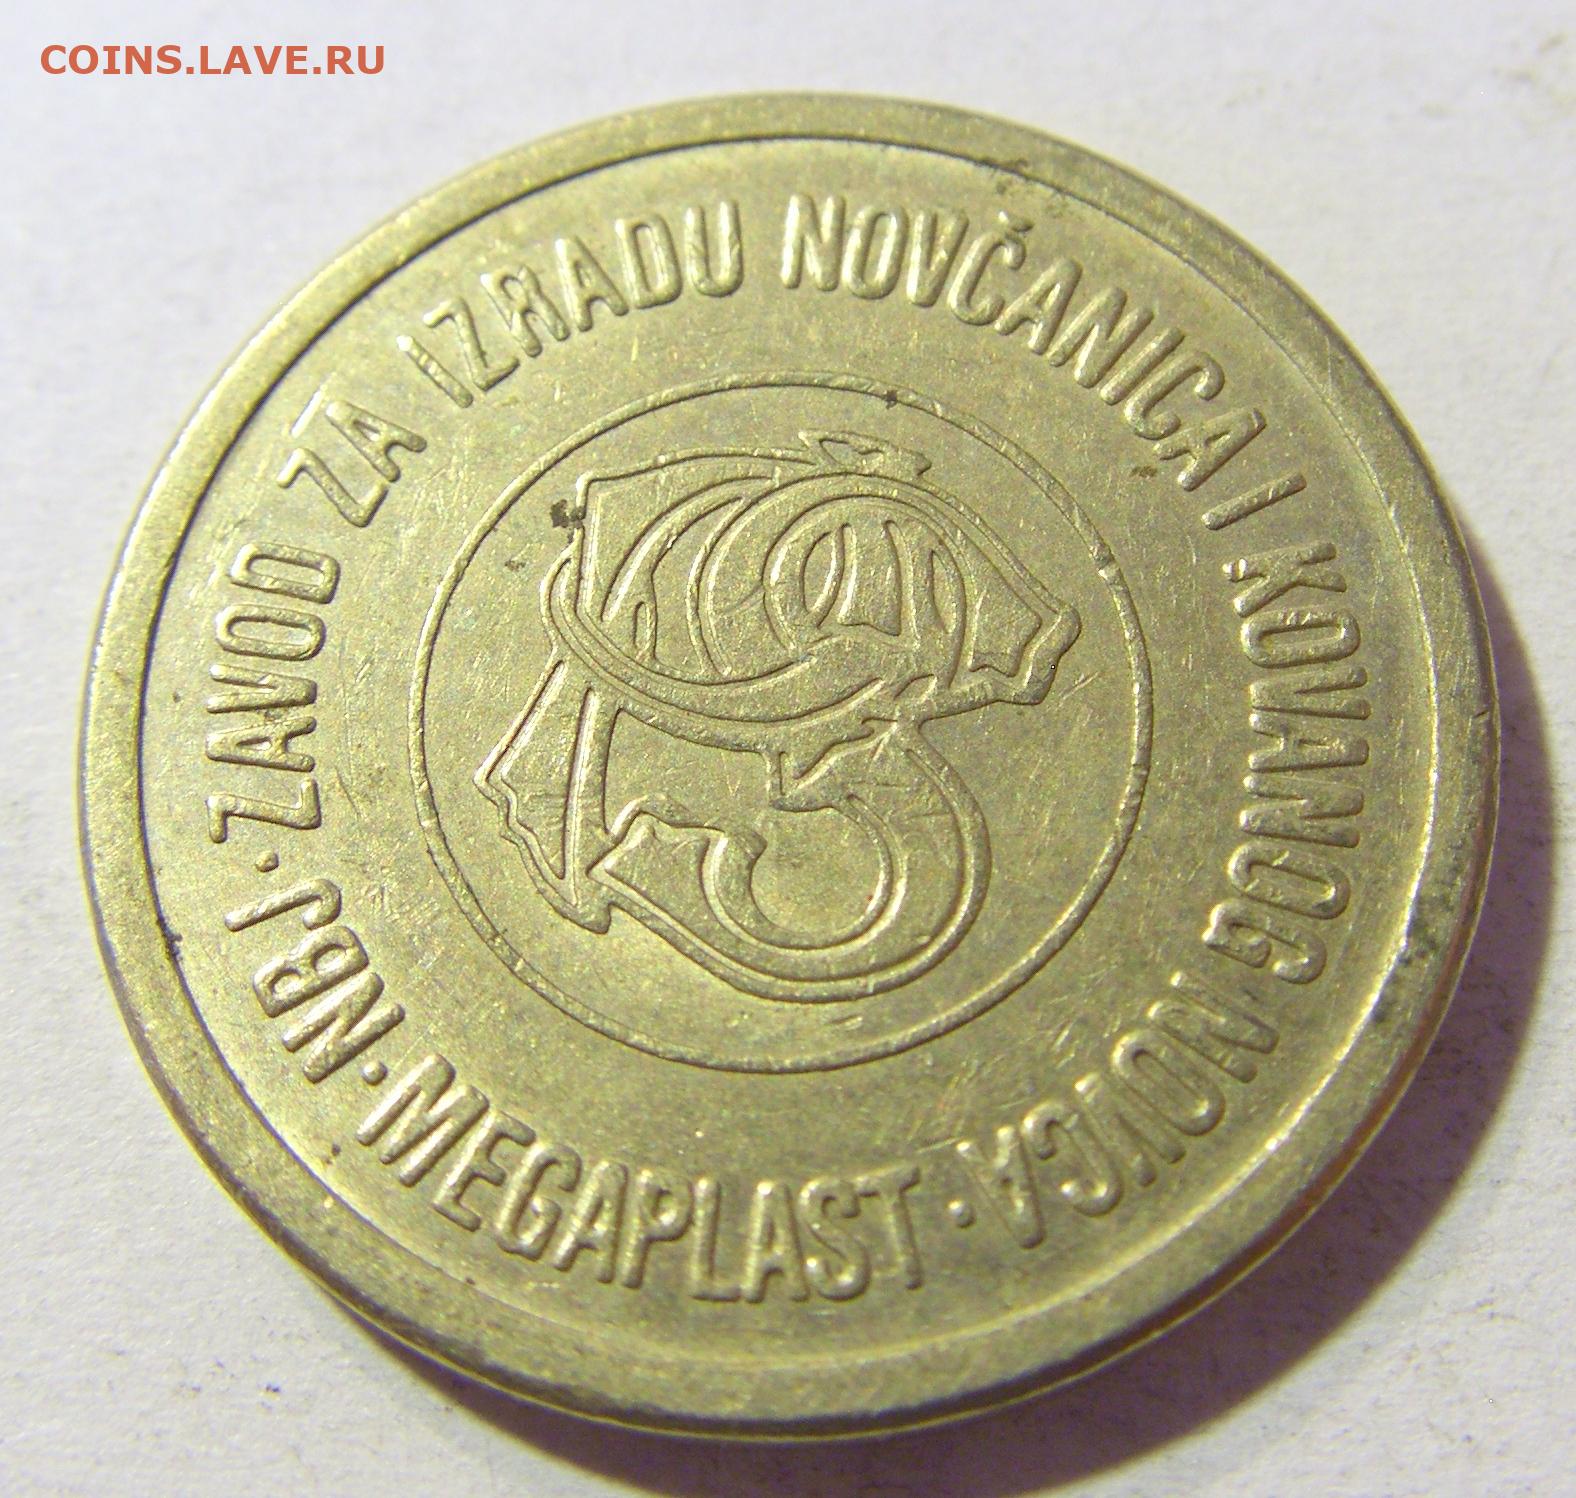 COINS.LAVE.RU
NBJ · ZAVOD ZA IZRADU NOVČANICA I KOVANOG NOVCA · MEGAPLAST ·